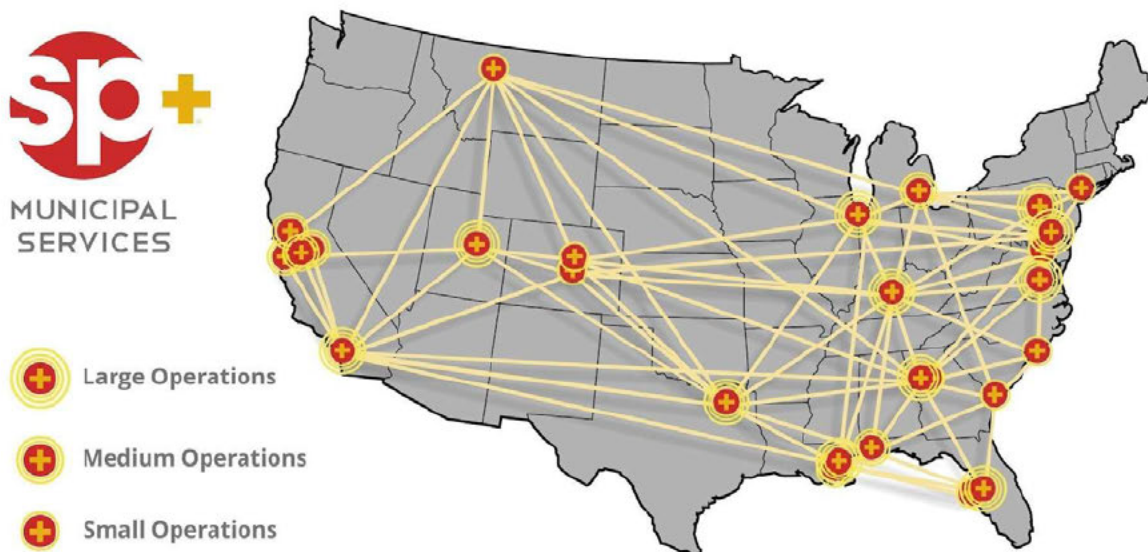 sp+
MUNICIPAL
SERVICES
Large Operations
Medium Operations
Small Operations